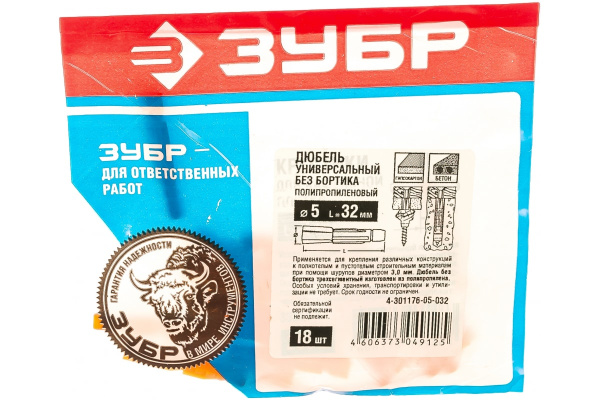 ЗУБР
ЗУБР –
ДЛЯ ОТВЕТСТВЕННЫХ
РАБОТ
ГАРАНТИЯ НАДЕЖНОСТИ
ЗУБР
В МИРЕ ИНСТРУМЕНТОВ
ДЮБЕЛЬ
УНИВЕРСАЛЬНЫЙ
БЕЗ БОРТИКА
ПОЛИПРОПИЛЕНОВЫЙ
ø 5 L=32 мм
ГИПСОКАРТОН БЕТОН
L
Применяется для крепления различных конструкций
к полнотелым и пустотелым строительным материалам
при помощи шурупов диаметром 3,0 мм. Дюбель без
бортика трехсегментный изготовлен из полипропилена.
Особых условий хранения, транспортировки и утили-
зации не требует. Срок годности не ограничен.
Обязательной
сертификации
не подлежит.
4-301176-05-032
18 шт
4 606373 049125